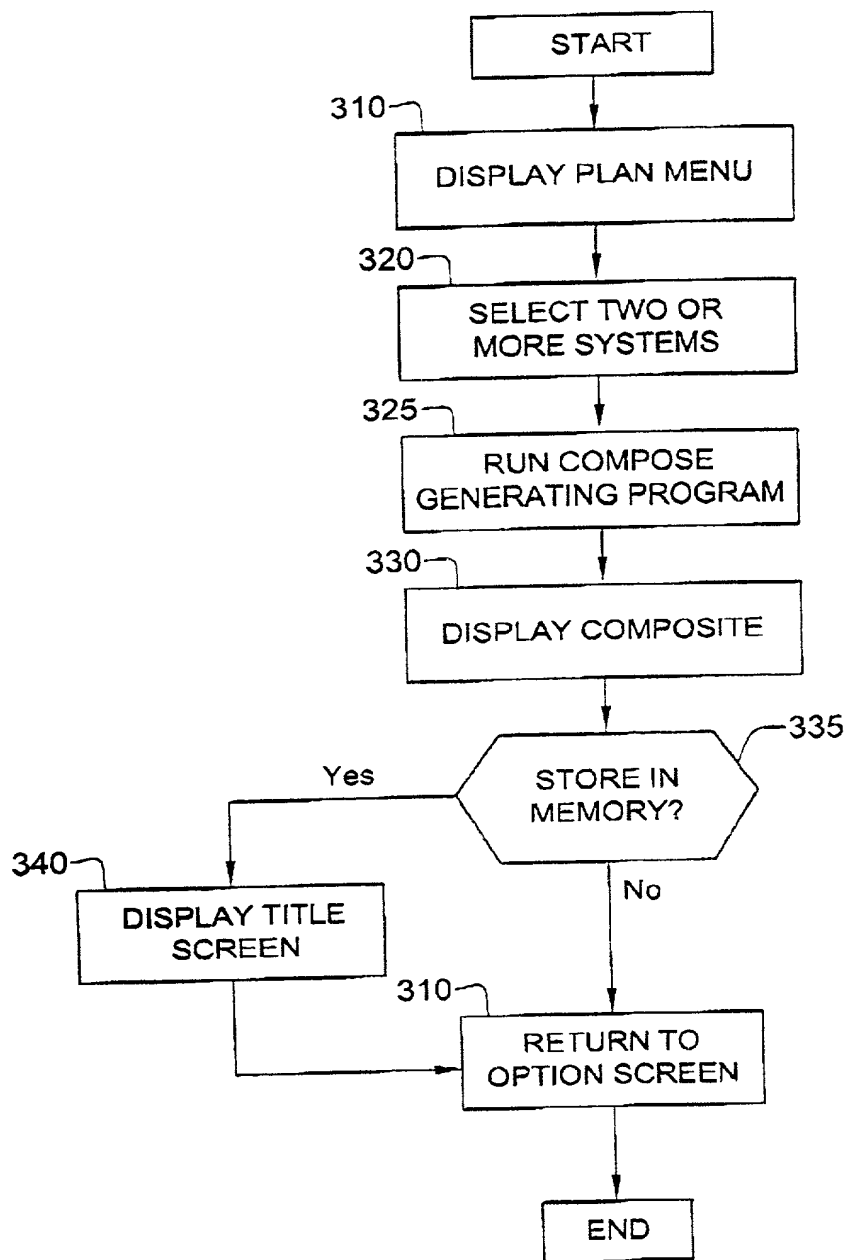 START
310
DISPLAY PLAN MENU
320
SELECT TWO OR
MORE SYSTEMS
325
RUN COMPOSE
GENERATING PROGRAM
330
DISPLAY COMPOSITE
335
STORE IN
MEMORY?
Yes
No
340
DISPLAY TITLE
SCREEN
310
RETURN TO
OPTION SCREEN
END